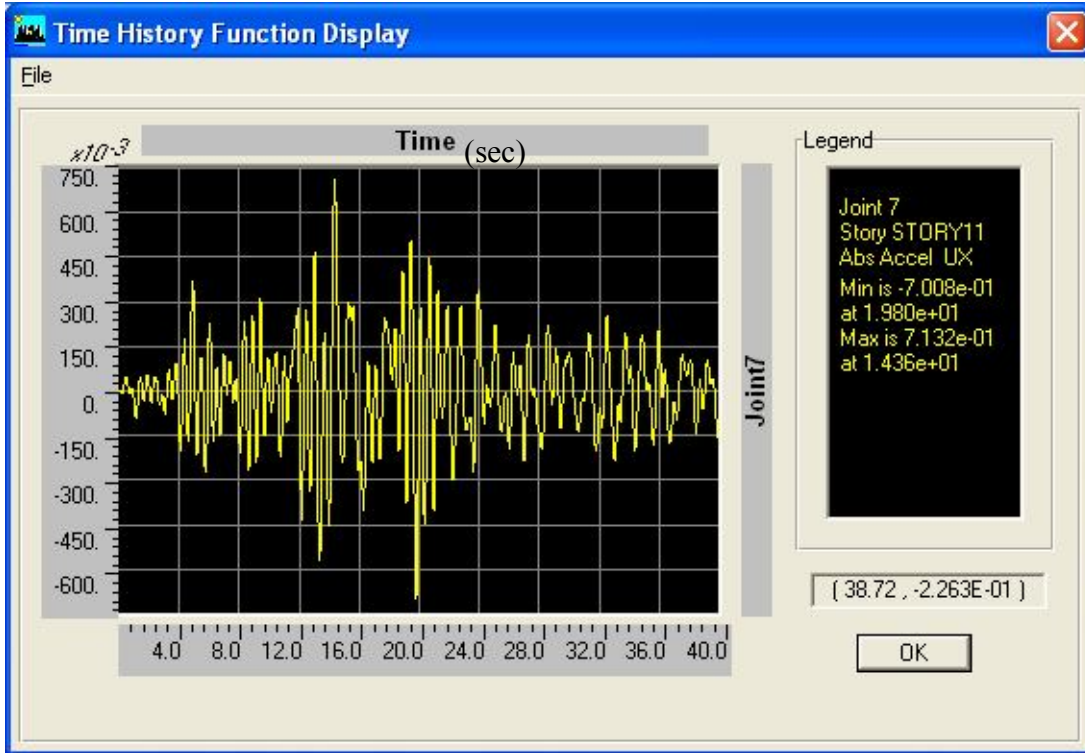 Time History Function Display
File
Time (sec)
x10-3
750.
600.
450.
300.
150.
0.
-150.
-300.
-450.
-600.
4.0 8.0 12.0 16.0 20.0 24.0 28.0 32.0 36.0 40.0
Joint7
Legend
Joint 7
Story STORY11
Abs Accel UX
Min is -7.008e-01
at 1.980e+01
Max is 7.132e-01
at 1.436e+01
( 38.72 , -2.263E-01 )
OK